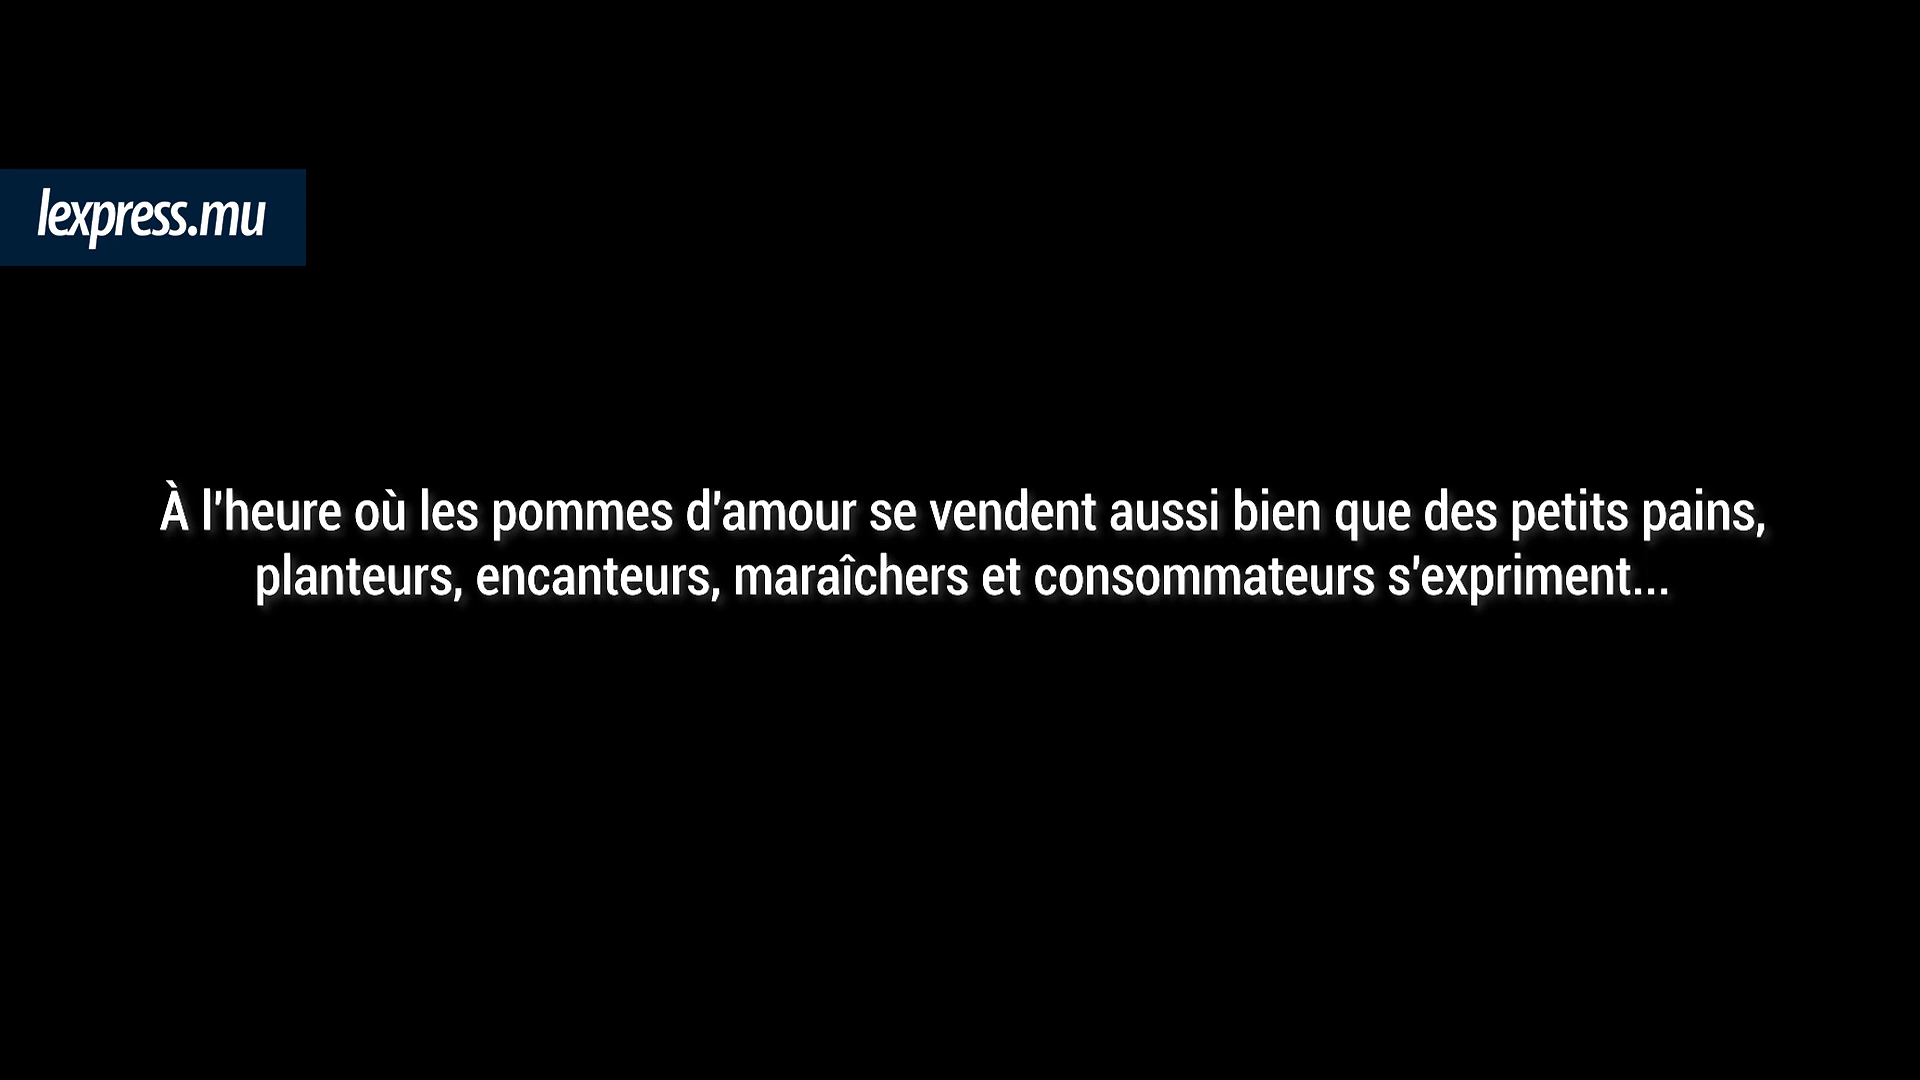 lexpress.mu
À l'heure où les pommes d'amour se vendent aussi bien que des petits pains,
planteurs, encanteurs, maraîchers et consommateurs s'expriment...